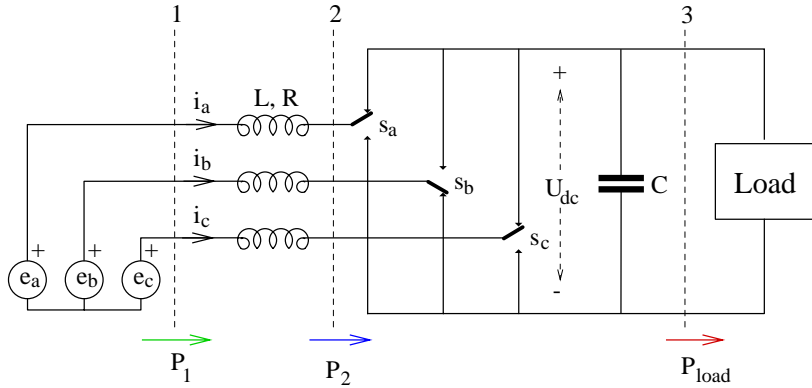 1
2
3
i_a
L, R
s_a
+
i_b
s_b
U_dc
C
Load
i_c
s_c
+
+
+
e_a
e_b
e_c
-
P_1
P_2
P_load